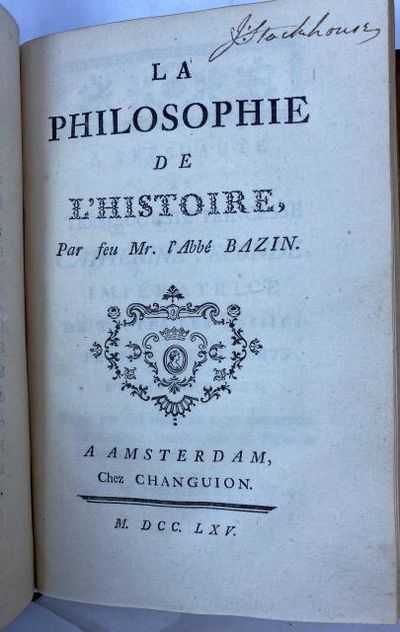 J. Stackhouse
LA
PHILOSOPHIE
DE
L'HISTOIRE,
Par feu Mr. l'Abbé BAZIN.
A AMSTERDAM,
Chez CHANGUION.
M. DCC. LXV.